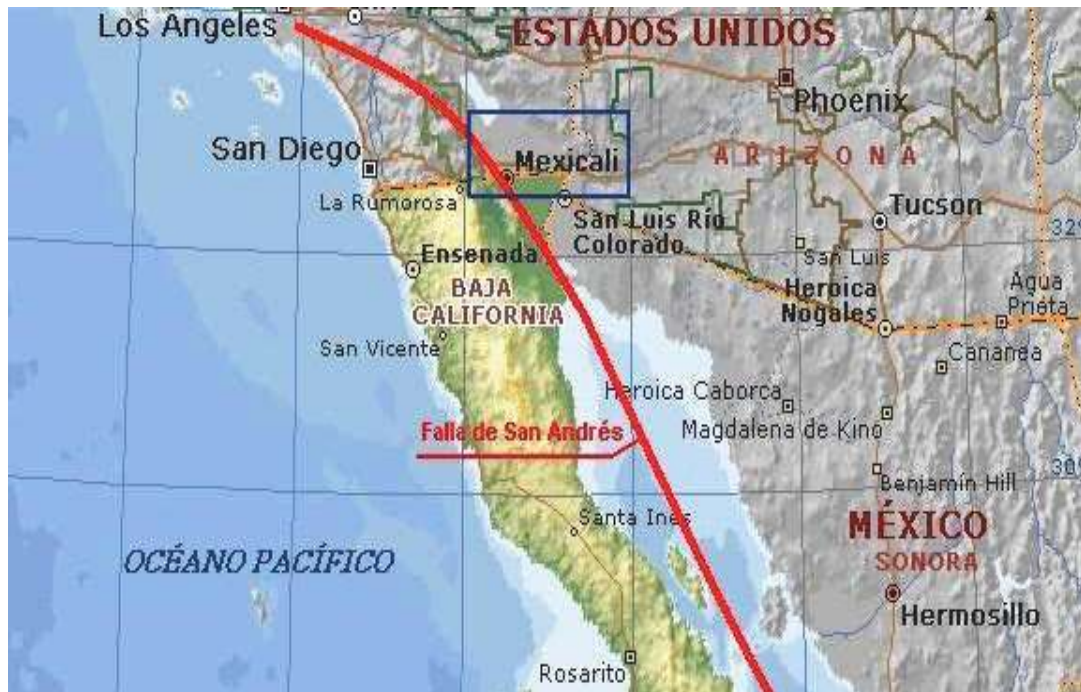 Los Angeles
ESTADOS UNIDOS
Phoenix
San Diego
Mexicali
ARIZONA
La Rumorosa
San Luis Río
Colorado
Tucson
Ensenada
San Luis
BAJA
CALIFORNIA
Heroica
Nogales
Agua
Prieta
San Vicente
Cananea
Heroica Caborca
Falla de San Andrés
Magdalena de Kino
Benjamín Hill
Santa Inés
MÉXICO
SONORA
OCÉANO PACÍFICO
Hermosillo
Rosarito